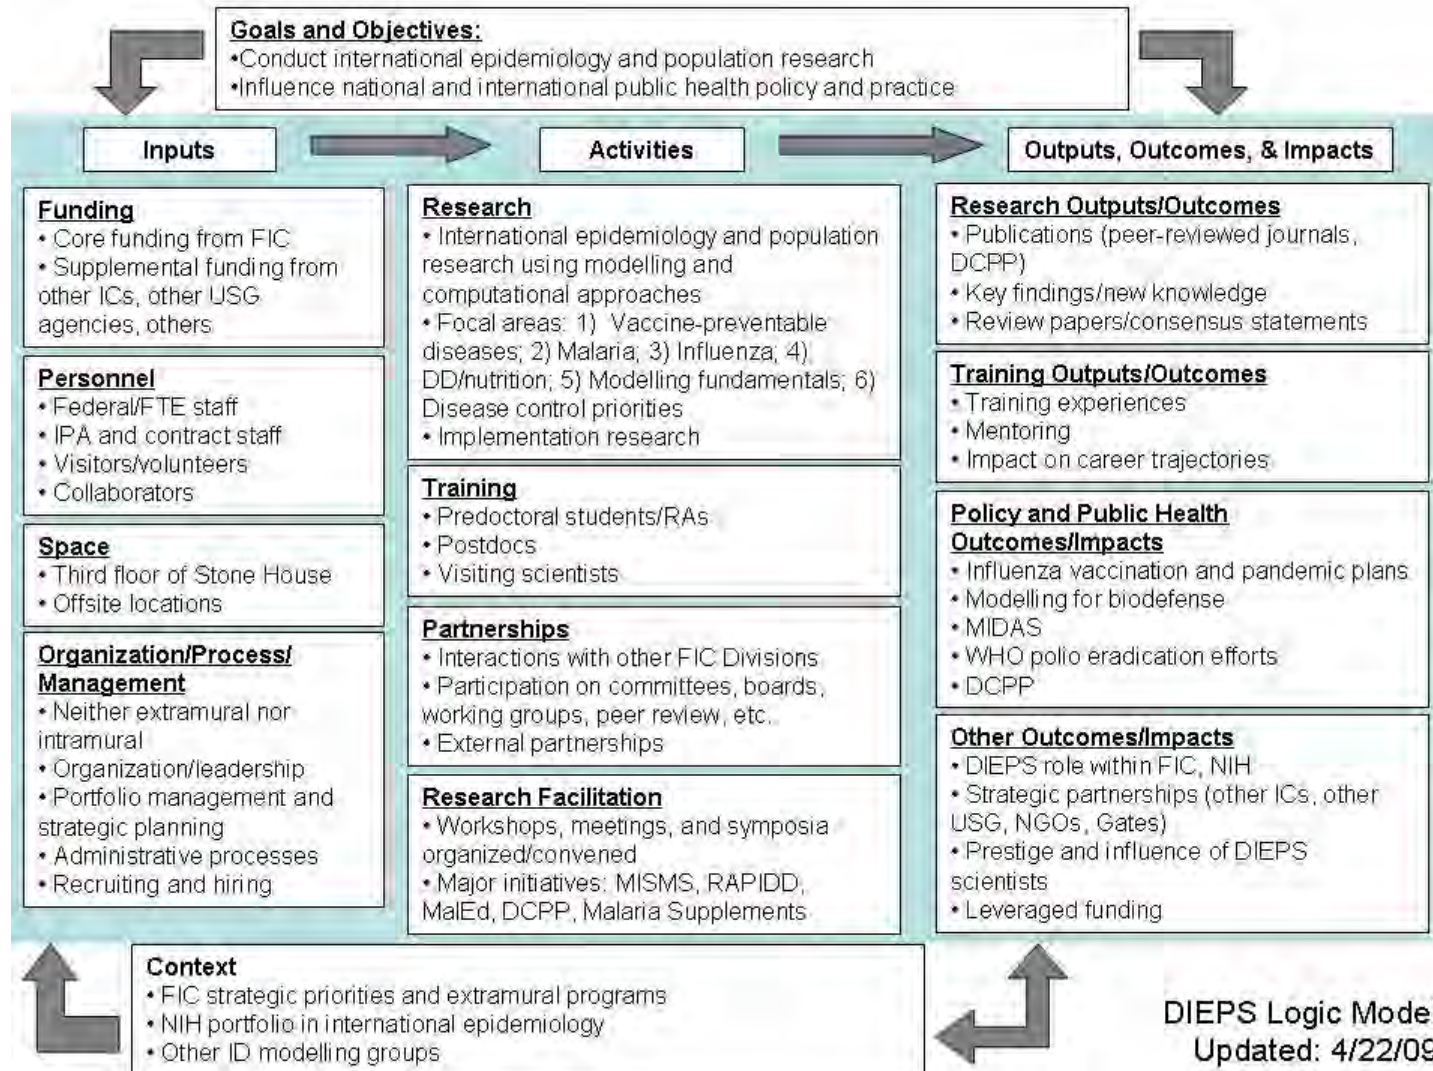 Goals and Objectives:
•Conduct international epidemiology and population research
•Influence national and international public health policy and practice
Inputs
Activities
Outputs, Outcomes, & Impacts
Funding
• Core funding from FIC
• Supplemental funding from
other ICs, other USG
agencies, others
Personnel
• Federal/FTE staff
• IPA and contract staff
• Visitors/volunteers
• Collaborators
Space
• Third floor of Stone House
• Offsite locations
Organization/Process/
Management
• Neither extramural nor
intramural
• Organization/leadership
• Portfolio management and
strategic planning
• Administrative processes
• Recruiting and hiring
Research
• International epidemiology and population
research using modelling and
computational approaches
• Focal areas: 1) Vaccine-preventable
diseases; 2) Malaria; 3) Influenza; 4)
DD/nutrition; 5) Modelling fundamentals; 6)
Disease control priorities
• Implementation research
Training
• Predoctoral students/RAs
• Postdocs
• Visiting scientists
Partnerships
• Interactions with other FIC Divisions
• Participation on committees, boards,
working groups, peer review, etc.
• External partnerships
Research Facilitation
• Workshops, meetings, and symposia
organized/convened
• Major initiatives: MISMS, RAPIDD,
MalEd, DCPP, Malaria Supplements
Research Outputs/Outcomes
• Publications (peer-reviewed journals,
DCPP)
• Key findings/new knowledge
• Review papers/consensus statements
Training Outputs/Outcomes
• Training experiences
• Mentoring
• Impact on career trajectories
Policy and Public Health
Outcomes/Impacts
• Influenza vaccination and pandemic plans
• Modelling for biodefense
• MIDAS
• WHO polio eradication efforts
• DCPP
Other Outcomes/Impacts
• DIEPS role within FIC, NIH
• Strategic partnerships (other ICs, other
USG, NGOs, Gates)
• Prestige and influence of DIEPS
scientists
• Leveraged funding
Context
• FIC strategic priorities and extramural programs
• NIH portfolio in international epidemiology
• Other ID modelling groups
DIEPS Logic Mode
Updated: 4/22/09